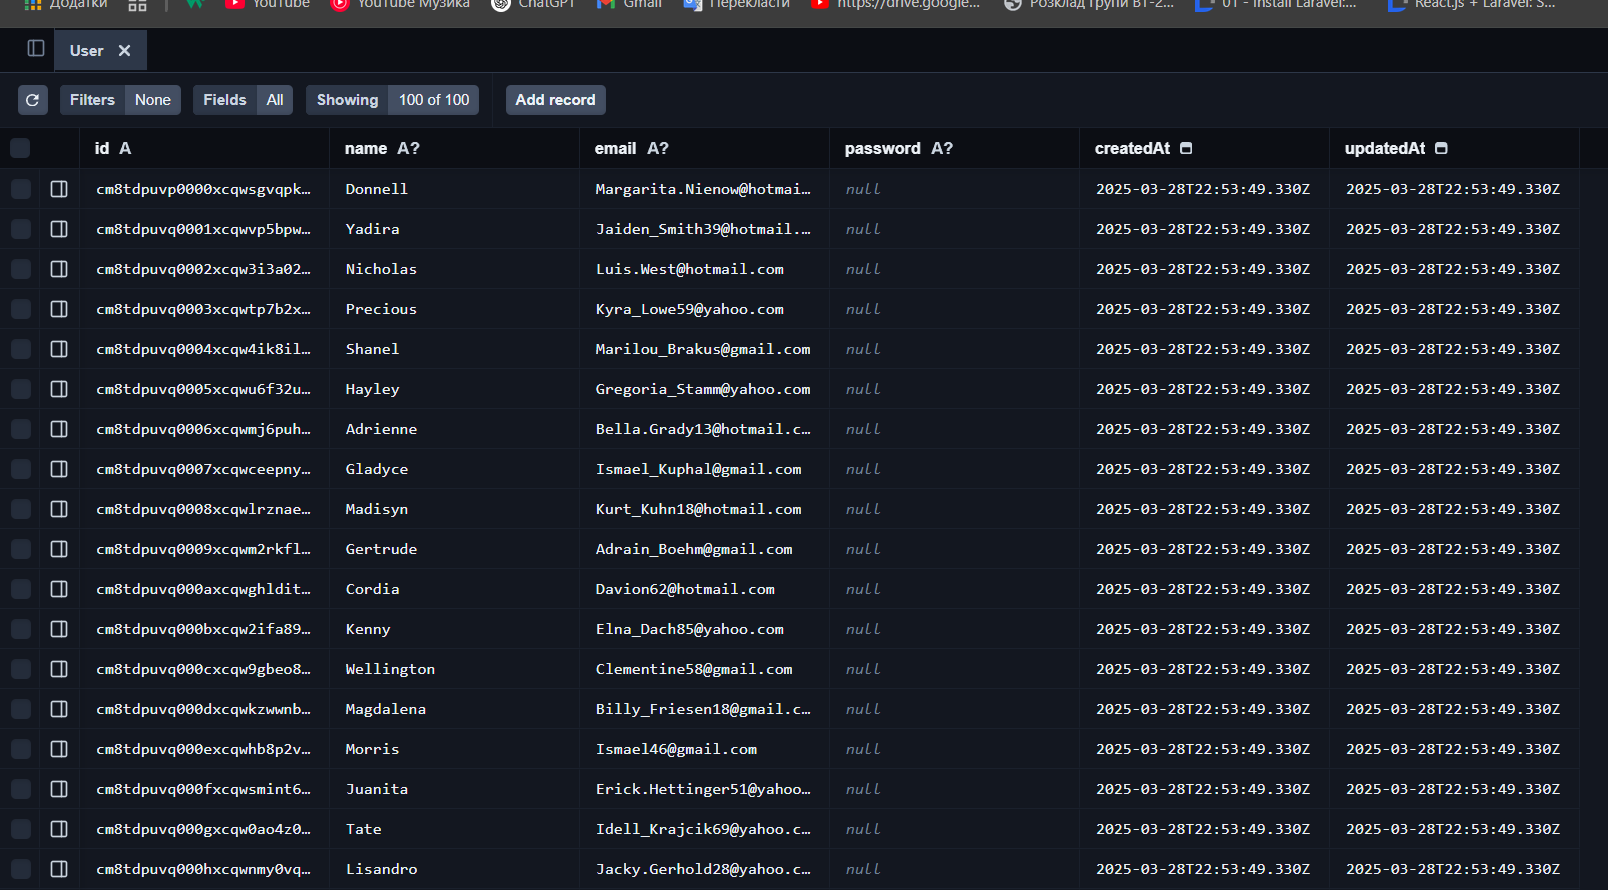 Додатки YouTube YouTube Музика ChatGPT Gmail Перекласти https://drive.google... Розклад групи ВТ-2... 01 - Install Laravel:... React.js + Laravel: S...
User
Filters None Fields All Showing 100 of 100 Add record
id A name A? email A? password A? createdAt updatedAt
cm8tdpuvp0000xcqwsgvqpk… Donnell Margarita.Nienow@hotmai… null 2025-03-28T22:53:49.330Z 2025-03-28T22:53:49.330Z
cm8tdpuvq0001xcqwvp5bpw… Yadira Jaiden_Smith39@hotmail.… null 2025-03-28T22:53:49.330Z 2025-03-28T22:53:49.330Z
cm8tdpuvq0002xcqw3i3a02… Nicholas Luis.West@hotmail.com null 2025-03-28T22:53:49.330Z 2025-03-28T22:53:49.330Z
cm8tdpuvq0003xcqwtp7b2x… Precious Kyra_Lowe59@yahoo.com null 2025-03-28T22:53:49.330Z 2025-03-28T22:53:49.330Z
cm8tdpuvq0004xcqw4ik8il… Shanel Marilou_Brakus@gmail.com null 2025-03-28T22:53:49.330Z 2025-03-28T22:53:49.330Z
cm8tdpuvq0005xcqwu6f32u… Hayley Gregoria_Stamm@yahoo.com null 2025-03-28T22:53:49.330Z 2025-03-28T22:53:49.330Z
cm8tdpuvq0006xcqwmj6puh… Adrienne Bella.Grady13@hotmail.c… null 2025-03-28T22:53:49.330Z 2025-03-28T22:53:49.330Z
cm8tdpuvq0007xcqwceepny… Gladyce Ismael_Kuphal@gmail.com null 2025-03-28T22:53:49.330Z 2025-03-28T22:53:49.330Z
cm8tdpuvq0008xcqwlrznae… Madisyn Kurt_Kuhn18@hotmail.com null 2025-03-28T22:53:49.330Z 2025-03-28T22:53:49.330Z
cm8tdpuvq0009xcqwm2rkfl… Gertrude Adrain_Boehm@gmail.com null 2025-03-28T22:53:49.330Z 2025-03-28T22:53:49.330Z
cm8tdpuvq000axcqwghldit… Cordia Davion62@hotmail.com null 2025-03-28T22:53:49.330Z 2025-03-28T22:53:49.330Z
cm8tdpuvq000bxcqw2ifa89… Kenny Elna_Dach85@yahoo.com null 2025-03-28T22:53:49.330Z 2025-03-28T22:53:49.330Z
cm8tdpuvq000cxcqw9gbeo8… Wellington Clementine58@gmail.com null 2025-03-28T22:53:49.330Z 2025-03-28T22:53:49.330Z
cm8tdpuvq000dxcqwkzwwnb… Magdalena Billy_Friesen18@gmail.c… null 2025-03-28T22:53:49.330Z 2025-03-28T22:53:49.330Z
cm8tdpuvq000excqwhb8p2v… Morris Ismael46@gmail.com null 2025-03-28T22:53:49.330Z 2025-03-28T22:53:49.330Z
cm8tdpuvq000fxcqwsmint6… Juanita Erick.Hettinger51@yahoo… null 2025-03-28T22:53:49.330Z 2025-03-28T22:53:49.330Z
cm8tdpuvq000gxcqw0ao4z0… Tate Idell_Krajcik69@yahoo.c… null 2025-03-28T22:53:49.330Z 2025-03-28T22:53:49.330Z
cm8tdpuvq000hxcqwnmy0vq… Lisandro Jacky.Gerhold28@yahoo.c… null 2025-03-28T22:53:49.330Z 2025-03-28T22:53:49.330Z